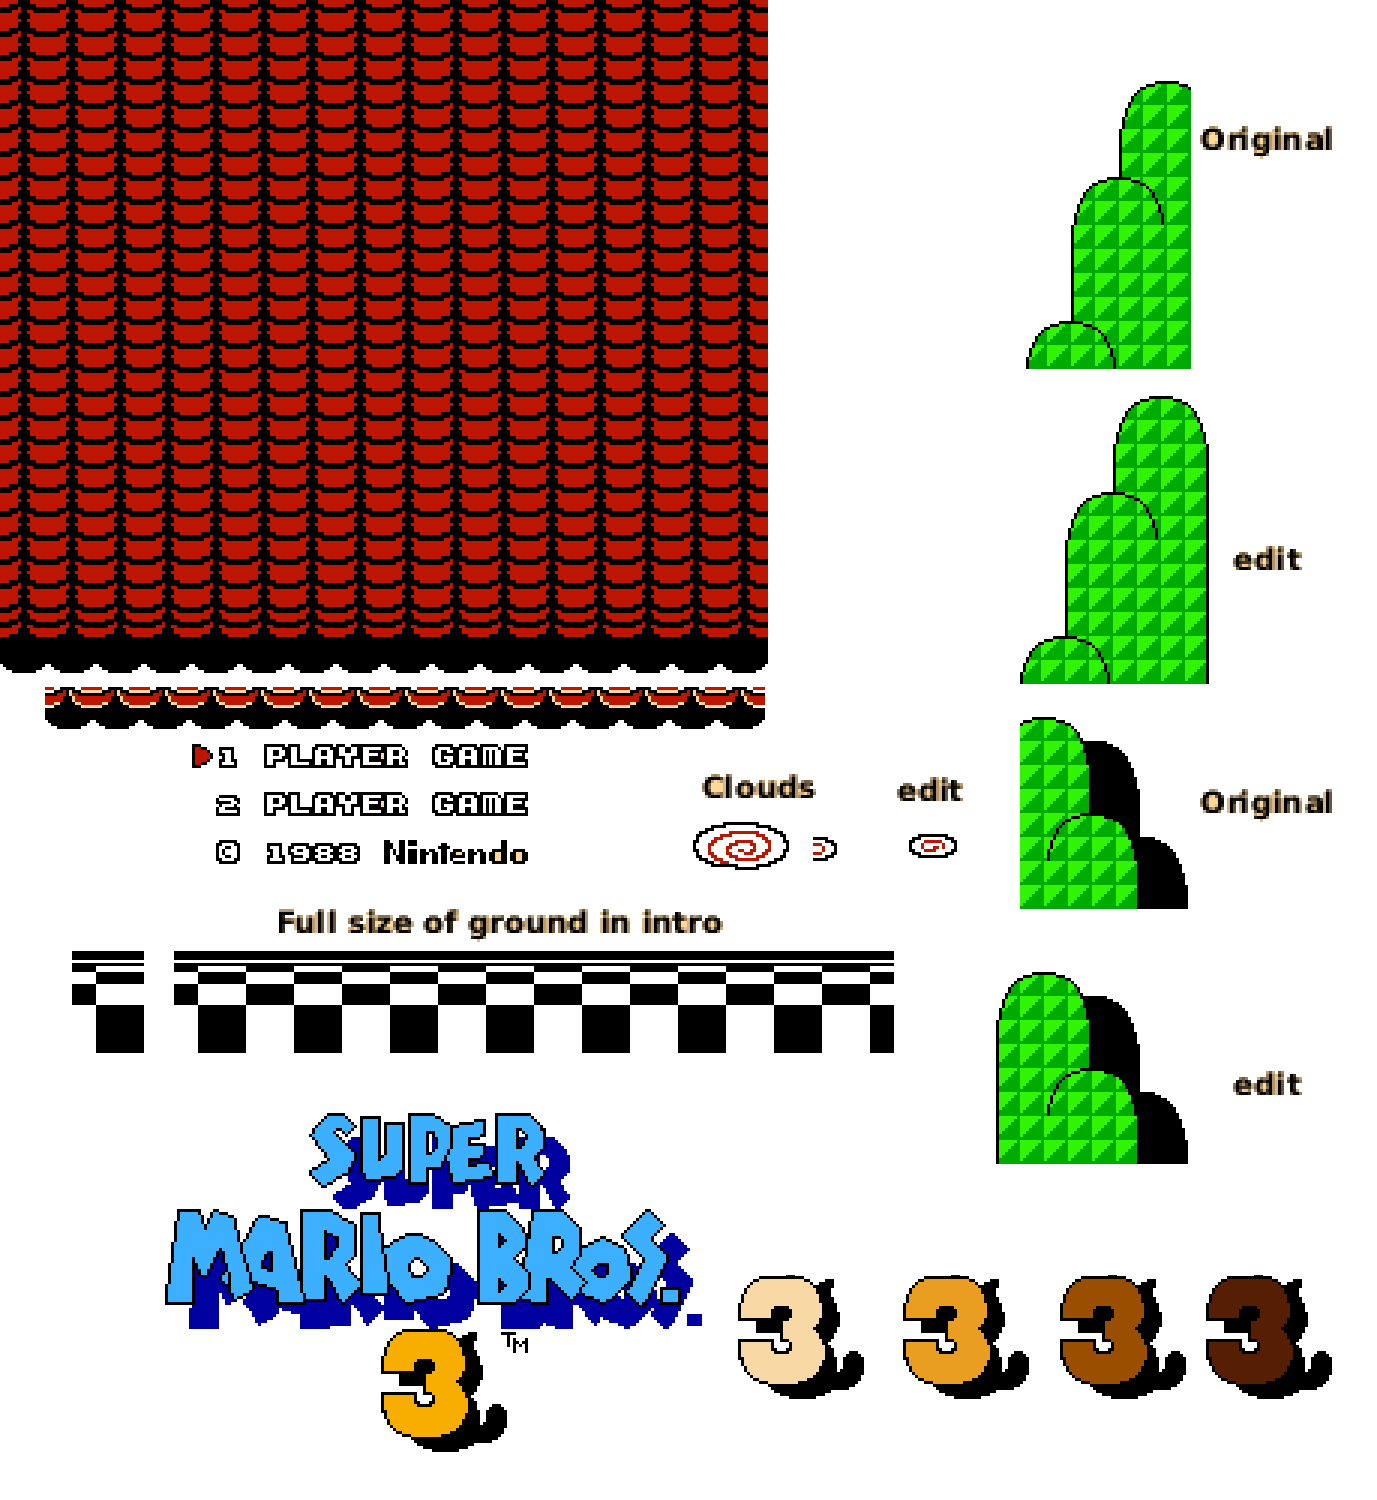 Original
edit
1 PLAYER GAME
2 PLAYER GAME
© 1988 Nintendo
Clouds
edit
Original
Full size of ground in intro
edit
SUPER
MARIO BROS.
3 TM
3 3 3 3